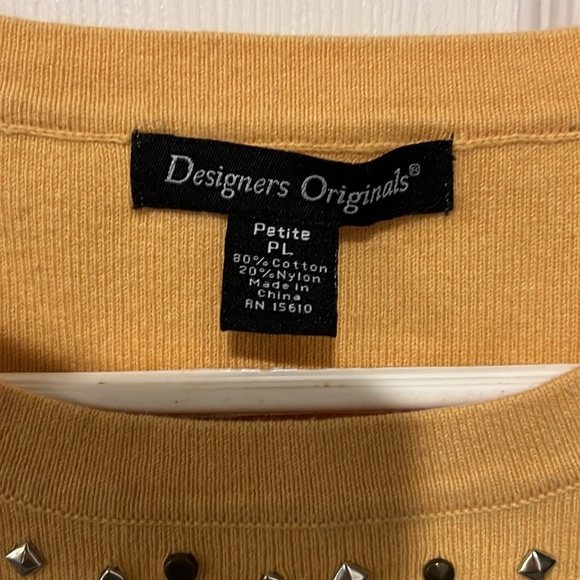 Designers Originals®
Petite
PL
80% Cotton
20% Nylon
Made in
China
RN 15610